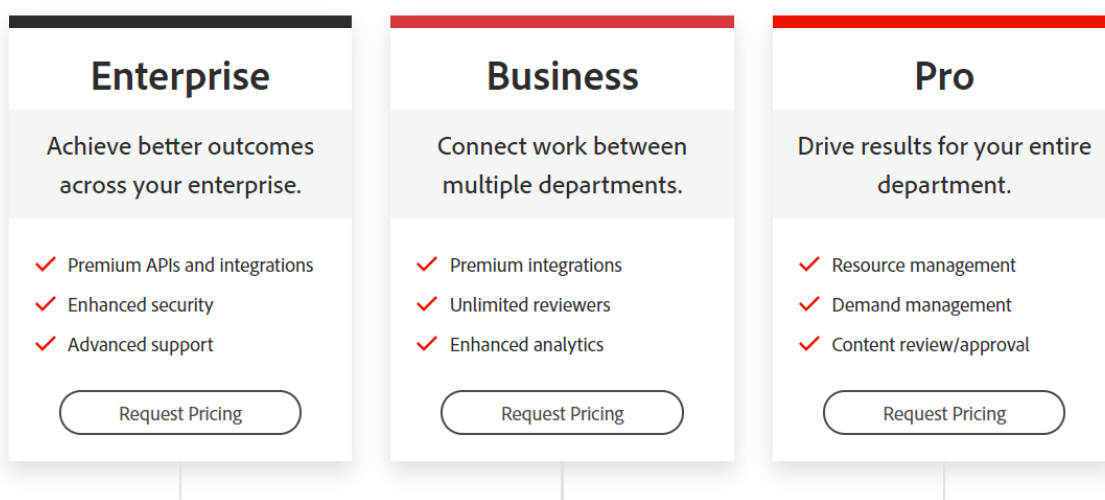 Enterprise
Achieve better outcomes
across your enterprise.
Premium APIs and integrations
Enhanced security
Advanced support
Request Pricing
Business
Connect work between
multiple departments.
Premium integrations
Unlimited reviewers
Enhanced analytics
Request Pricing
Pro
Drive results for your entire
department.
Resource management
Demand management
Content review/approval
Request Pricing